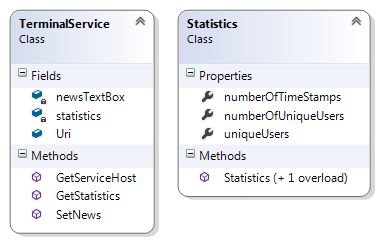 TerminalService
Class
Fields
newsTextBox
statistics
Uri
Methods
GetServiceHost
GetStatistics
SetNews
Statistics
Class
Properties
numberOfTimeStamps
numberOfUniqueUsers
uniqueUsers
Methods
Statistics (+ 1 overload)